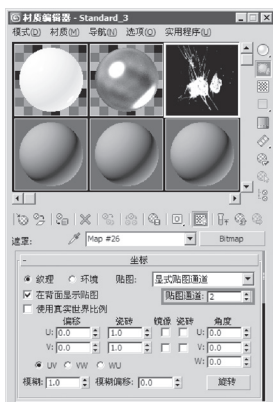 材质编辑器 - Standard_3
模式(D) 材质(M) 导航(N) 选项(O) 实用程序(U)
遮罩: Map #26 Bitmap
- 坐标
纹理 环境 贴图: 显式贴图通道
在背面显示贴图 贴图通道: 2
使用真实世界比例
偏移 瓷砖 镜像 瓷砖 角度
U: 0.0 1.0 U: 0.0
V: 0.0 1.0 V: 0.0
UV VW WU W: 0.0
模糊: 1.0 模糊偏移: 0.0 旋转